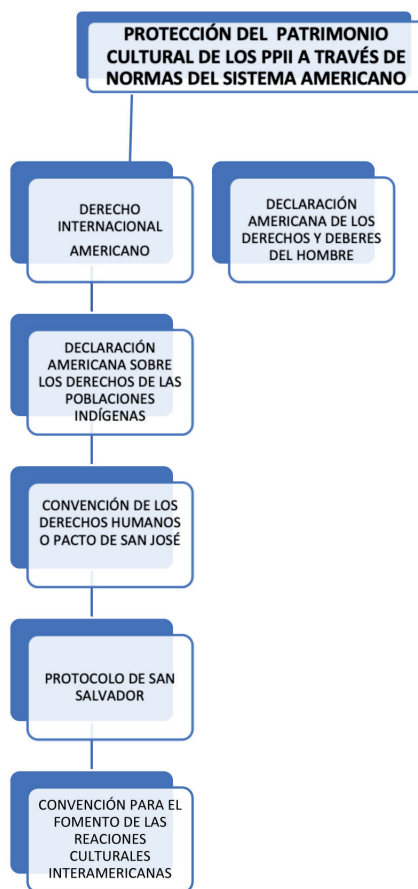 PROTECCIÓN DEL PATRIMONIO
CULTURAL DE LOS PPII A TRAVÉS DE
NORMAS DEL SISTEMA AMERICANO
DERECHO
INTERNACIONAL
AMERICANO
DECLARACIÓN
AMERICANA DE LOS
DERECHOS Y DEBERES
DEL HOMBRE
DECLARACIÓN
AMERICANA SOBRE
LOS DERECHOS DE LAS
POBLACIONES
INDÍGENAS
CONVENCIÓN DE LOS
DERECHOS HUMANOS
O PACTO DE SAN JOSÉ
PROTOCOLO DE SAN
SALVADOR
CONVENCIÓN PARA EL
FOMENTO DE LAS
REACIONES
CULTURALES
INTERAMERICANAS